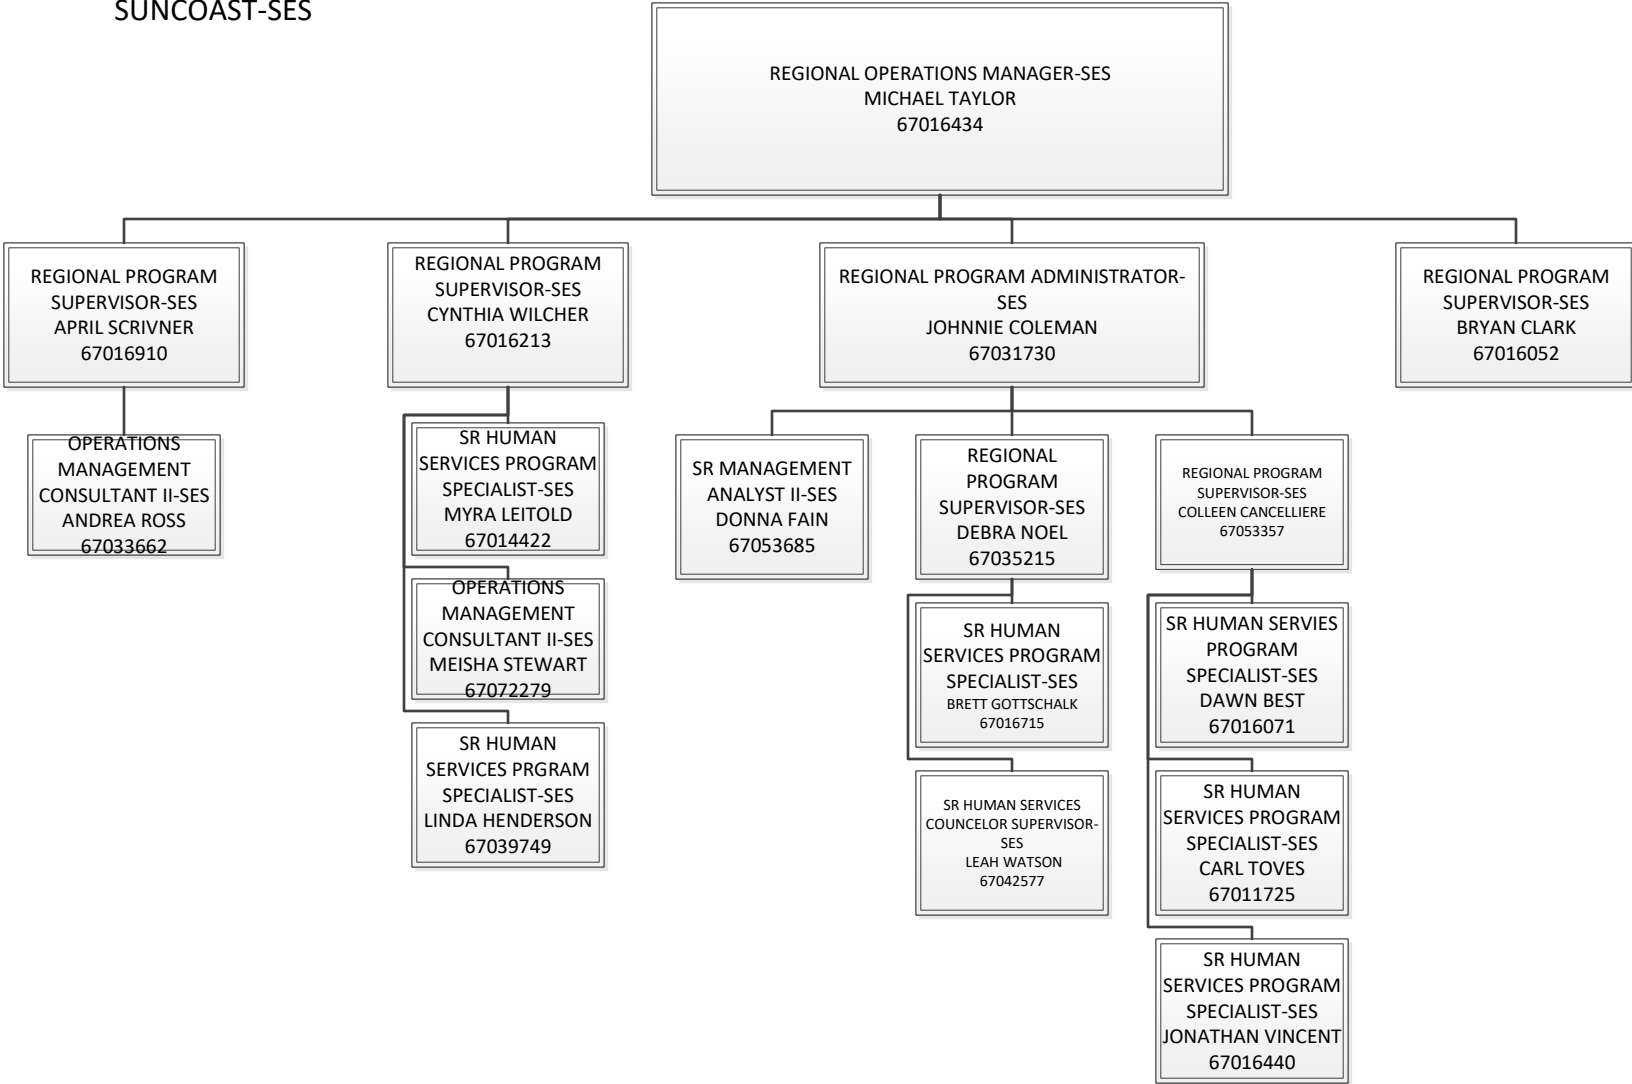 SUNCOAST-SES
REGIONAL OPERATIONS MANAGER-SES
MICHAEL TAYLOR
67016434
REGIONAL PROGRAM
SUPERVISOR-SES
APRIL SCRIVNER
67016910
REGIONAL PROGRAM
SUPERVISOR-SES
CYNTHIA WILCHER
67016213
REGIONAL PROGRAM ADMINISTRATOR-
SES
JOHNNIE COLEMAN
67031730
REGIONAL PROGRAM
SUPERVISOR-SES
BRYAN CLARK
67016052
OPERATIONS
MANAGEMENT
CONSULTANT II-SES
ANDREA ROSS
67033662
SR HUMAN
SERVICES PROGRAM
SPECIALIST-SES
MYRA LEITOLD
67014422
OPERATIONS
MANAGEMENT
CONSULTANT II-SES
MEISHA STEWART
67072279
SR HUMAN
SERVICES PRGRAM
SPECIALIST-SES
LINDA HENDERSON
67039749
SR MANAGEMENT
ANALYST II-SES
DONNA FAIN
67053685
REGIONAL
PROGRAM
SUPERVISOR-SES
DEBRA NOEL
67035215
SR HUMAN
SERVICES PROGRAM
SPECIALIST-SES
BRETT GOTTSCHALK
67016715
SR HUMAN SERVICES
COUNCELOR SUPERVISOR-
SES
LEAH WATSON
67042577
REGIONAL PROGRAM
SUPERVISOR-SES
COLLEEN CANCELLIERE
67053357
SR HUMAN SERVIES
PROGRAM
SPECIALIST-SES
DAWN BEST
67016071
SR HUMAN
SERVICES PROGRAM
SPECIALIST-SES
CARL TOVES
67011725
SR HUMAN
SERVICES PROGRAM
SPECIALIST-SES
JONATHAN VINCENT
67016440